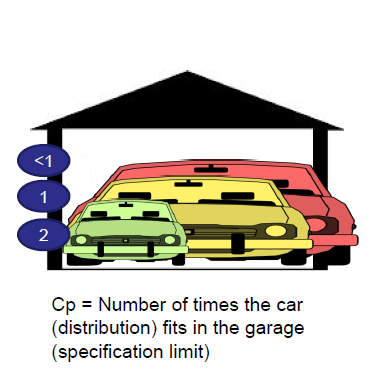 <1
1
2
Cp = Number of times the car
(distribution) fits in the garage
(specification limit)